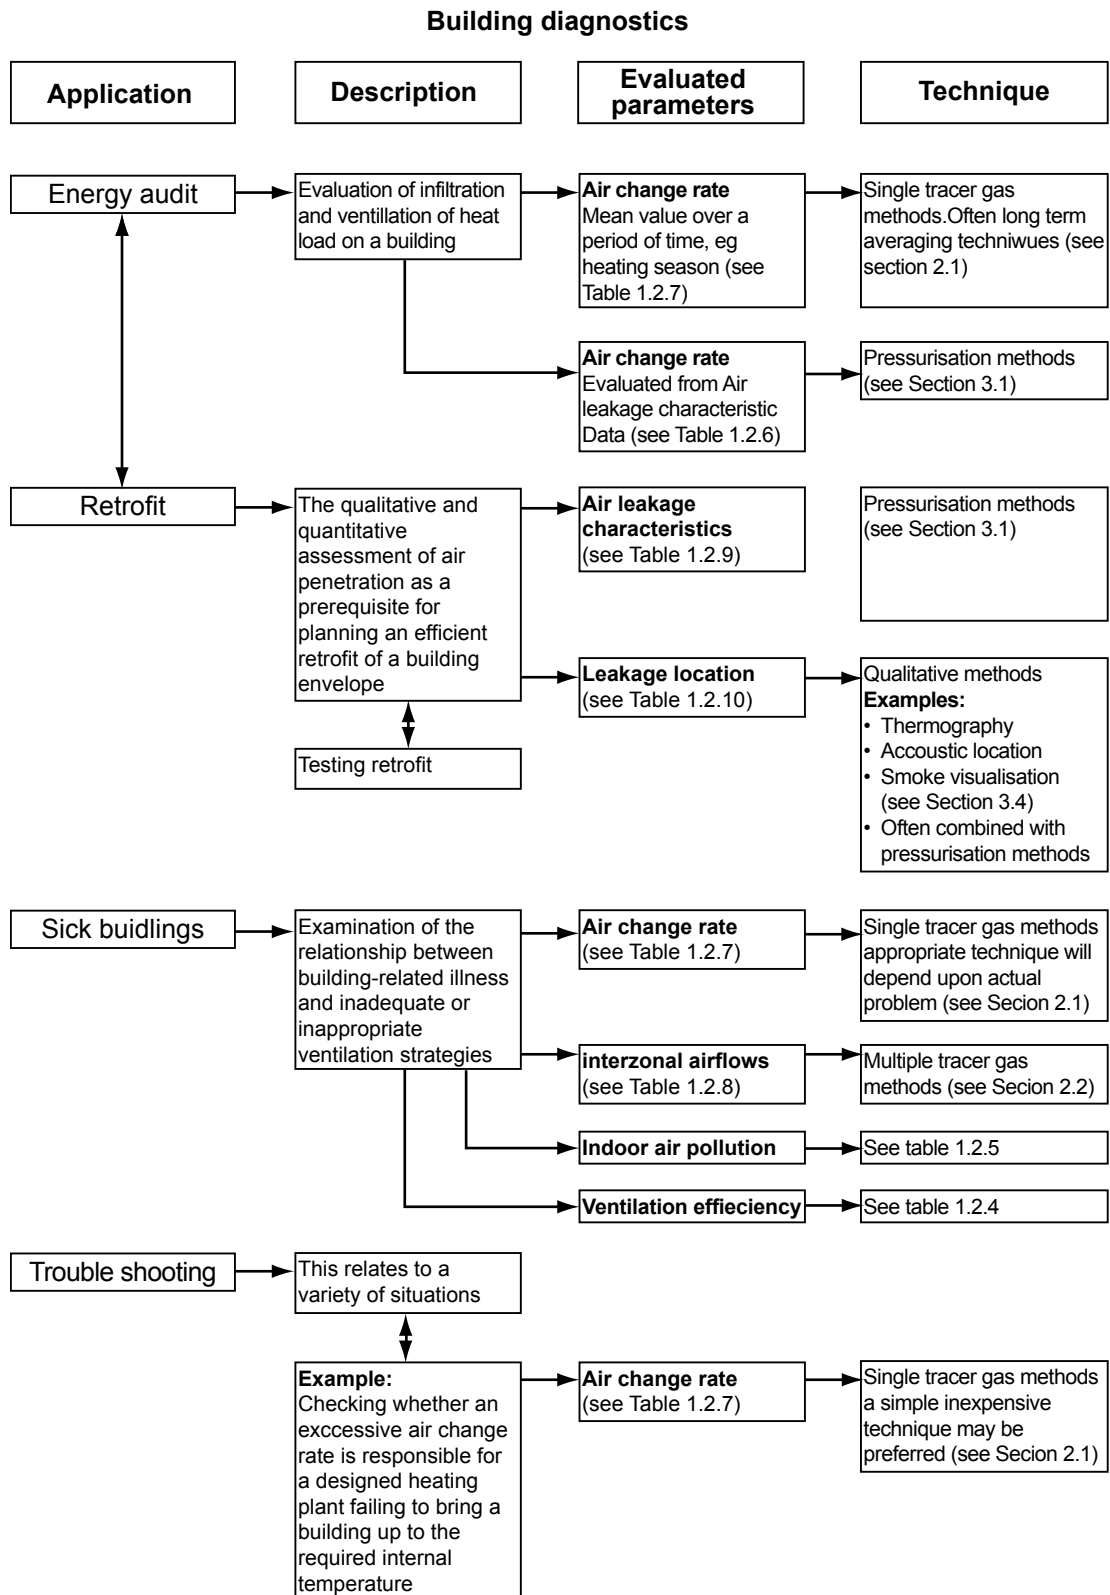 Building diagnostics
Application
Description
Evaluated
parameters
Technique
Energy audit
Evaluation of infiltration
and ventillation of heat
load on a building
Air change rate
Mean value over a
period of time, eg
heating season (see
Table 1.2.7)
Single tracer gas
methods.Often long term
averaging techniwues (see
section 2.1)
Air change rate
Evaluated from Air
leakage characteristic
Data (see Table 1.2.6)
Pressurisation methods
(see Section 3.1)
Retrofit
The qualitative and
quantitative
assessment of air
penetration as a
prerequisite for
planning an efficient
retrofit of a building
envelope
Air leakage
characteristics
(see Table 1.2.9)
Pressurisation methods
(see Section 3.1)
Leakage location
(see Table 1.2.10)
Qualitative methods
Examples:
• Thermography
• Accoustic location
• Smoke visualisation
(see Section 3.4)
• Often combined with
pressurisation methods
Testing retrofit
Sick buidlings
Examination of the
relationship between
building-related illness
and inadequate or
inappropriate
ventilation strategies
Air change rate
(see Table 1.2.7)
Single tracer gas methods
appropriate technique will
depend upon actual
problem (see Secion 2.1)
interzonal airflows
(see Table 1.2.8)
Multiple tracer gas
methods (see Secion 2.2)
Indoor air pollution
See table 1.2.5
Ventilation effieciency
See table 1.2.4
Trouble shooting
This relates to a
variety of situations
Example:
Checking whether an
exccessive air change
rate is responsible for
a designed heating
plant failing to bring a
building up to the
required internal
temperature
Air change rate
(see Table 1.2.7)
Single tracer gas methods
a simple inexpensive
technique may be
preferred (see Secion 2.1)